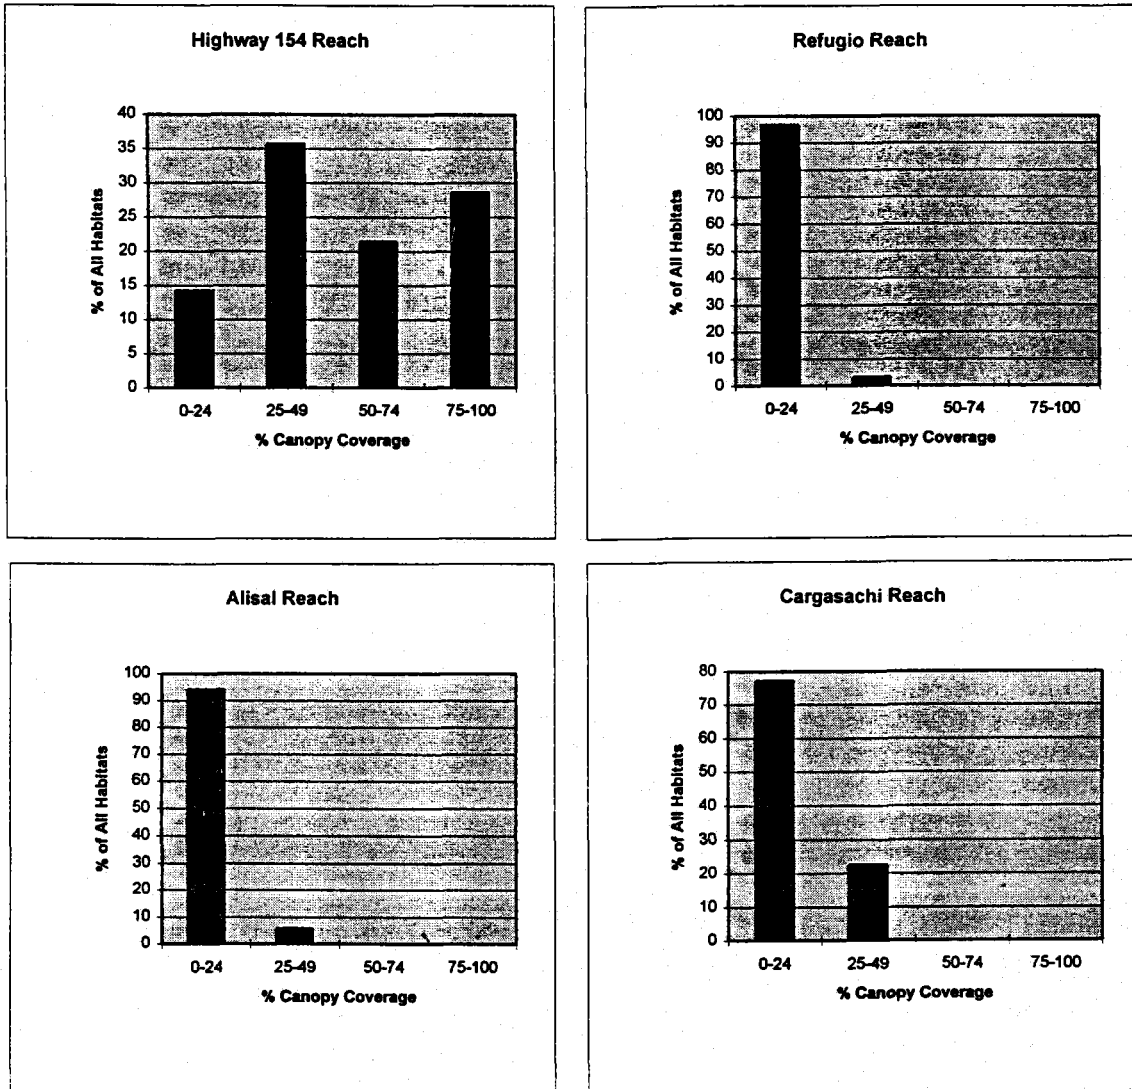 Highway 154 Reach
40
35
30
25
20
15
10
5
0
% of All Habitats
0-24 25-49 50-74 75-100
% Canopy Coverage
Refugio Reach
100
90
80
70
60
50
40
30
20
10
0
% of All Habitats
0-24 25-49 50-74 75-100
% Canopy Coverage
Alisal Reach
100
90
80
70
60
50
40
30
20
10
0
% of All Habitats
0-24 25-49 50-74 75-100
% Canopy Coverage
Cargasachi Reach
80
70
60
50
40
30
20
10
0
% of All Habitats
0-24 25-49 50-74 75-100
% Canopy Coverage